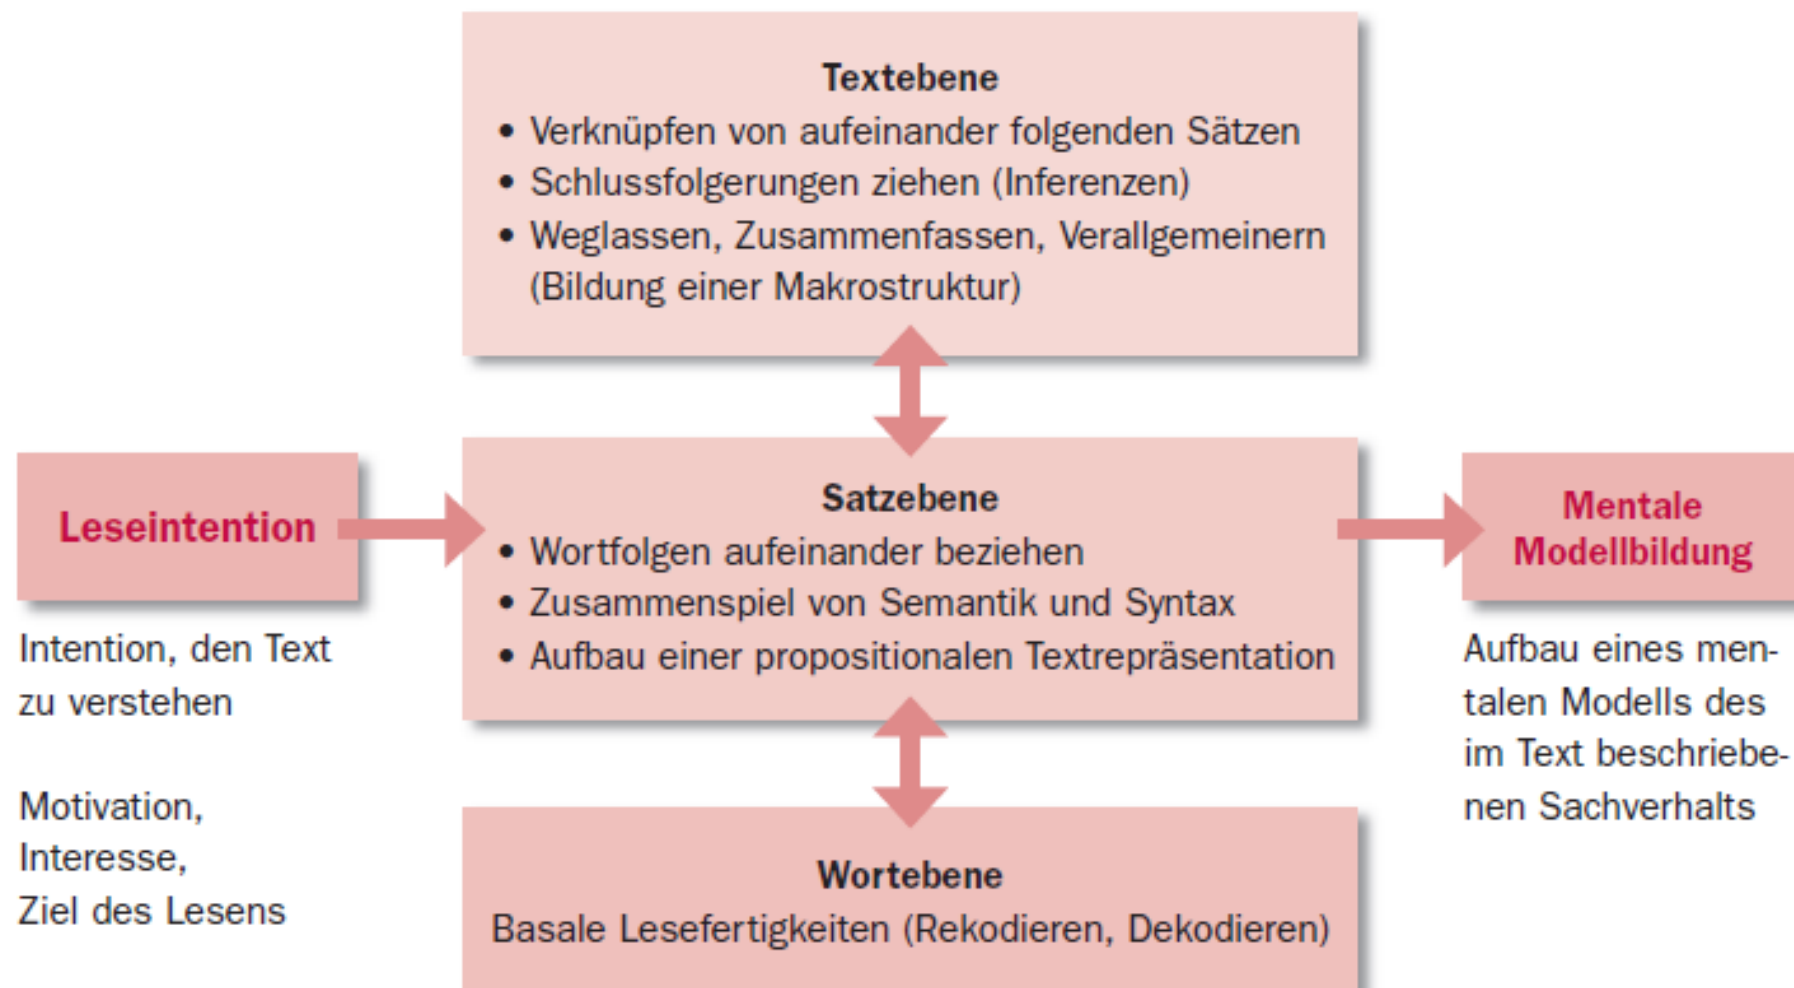 Textebene
• Verknüpfen von aufeinander folgenden Sätzen
• Schlussfolgerungen ziehen (Inferenzen)
• Weglassen, Zusammenfassen, Verallgemeinern
(Bildung einer Makrostruktur)
Leseintention
Intention, den Text
zu verstehen
Motivation,
Interesse,
Ziel des Lesens
Satzebene
• Wortfolgen aufeinander beziehen
• Zusammenspiel von Semantik und Syntax
• Aufbau einer propositionalen Textrepräsentation
Mentale
Modellbildung
Aufbau eines men-
talen Modells des
im Text beschriebe-
nen Sachverhalts
Wortebene
Basale Lesefertigkeiten (Rekodieren, Dekodieren)